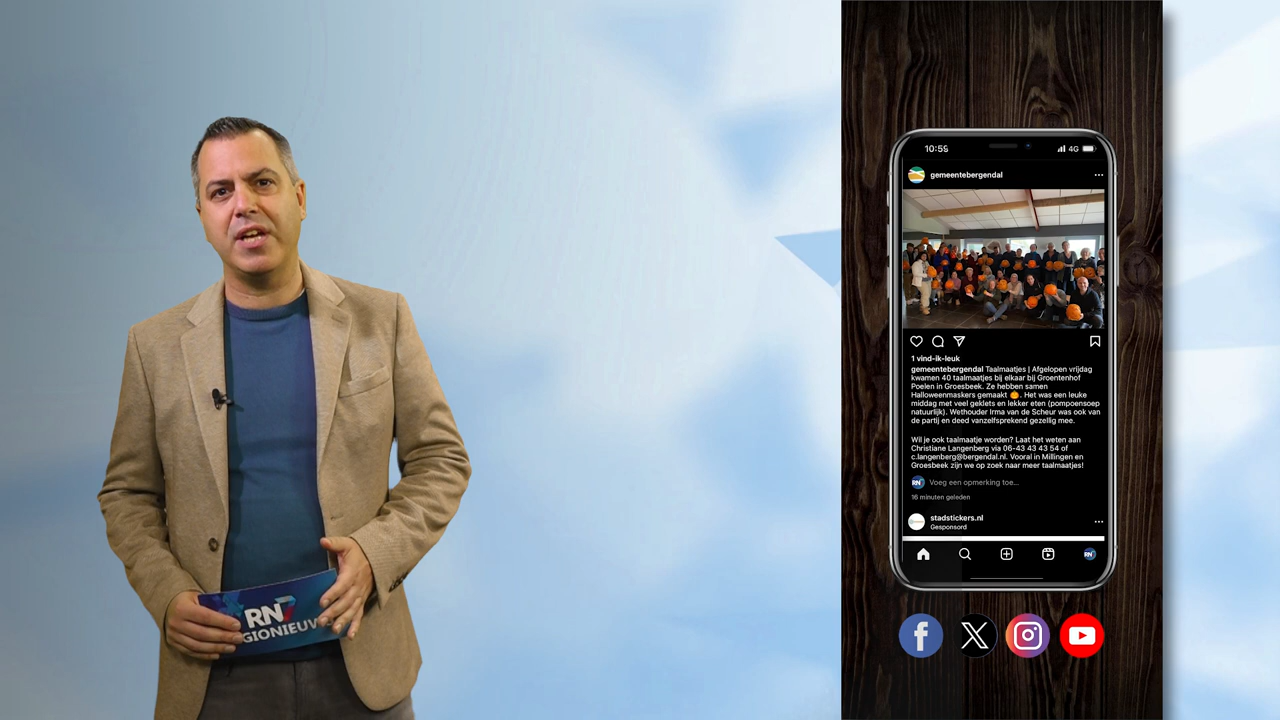 RN7
GIONIEUW
10:55
4G
gemeentebergendal
1 vind-ik-leuk
gemeentebergendal Taalmaatjes | Afgelopen vrijdag
kwamen 40 taalmaatjes bij elkaar bij Groentenhof
Poelen in Groesbeek. Ze hebben samen
Halloweenmaskers gemaakt 🎃. Het was een leuke
middag met veel geklets en lekker eten (pompoensoep
natuurlijk). Wethouder Irma van de Scheur was ook van
de partij en deed vanzelfsprekend gezellig mee.
Wil je ook taalmaatje worden? Laat het weten aan
Christiane Langenberg via 06-43 43 43 54 of
c.langenberg@bergendal.nl. Vooral in Millingen en
Groesbeek zijn we op zoek naar meer taalmaatjes!
RN7 Voeg een opmerking toe...
16 minuten geleden
stadstickers.nl
Gesponsord
RN7